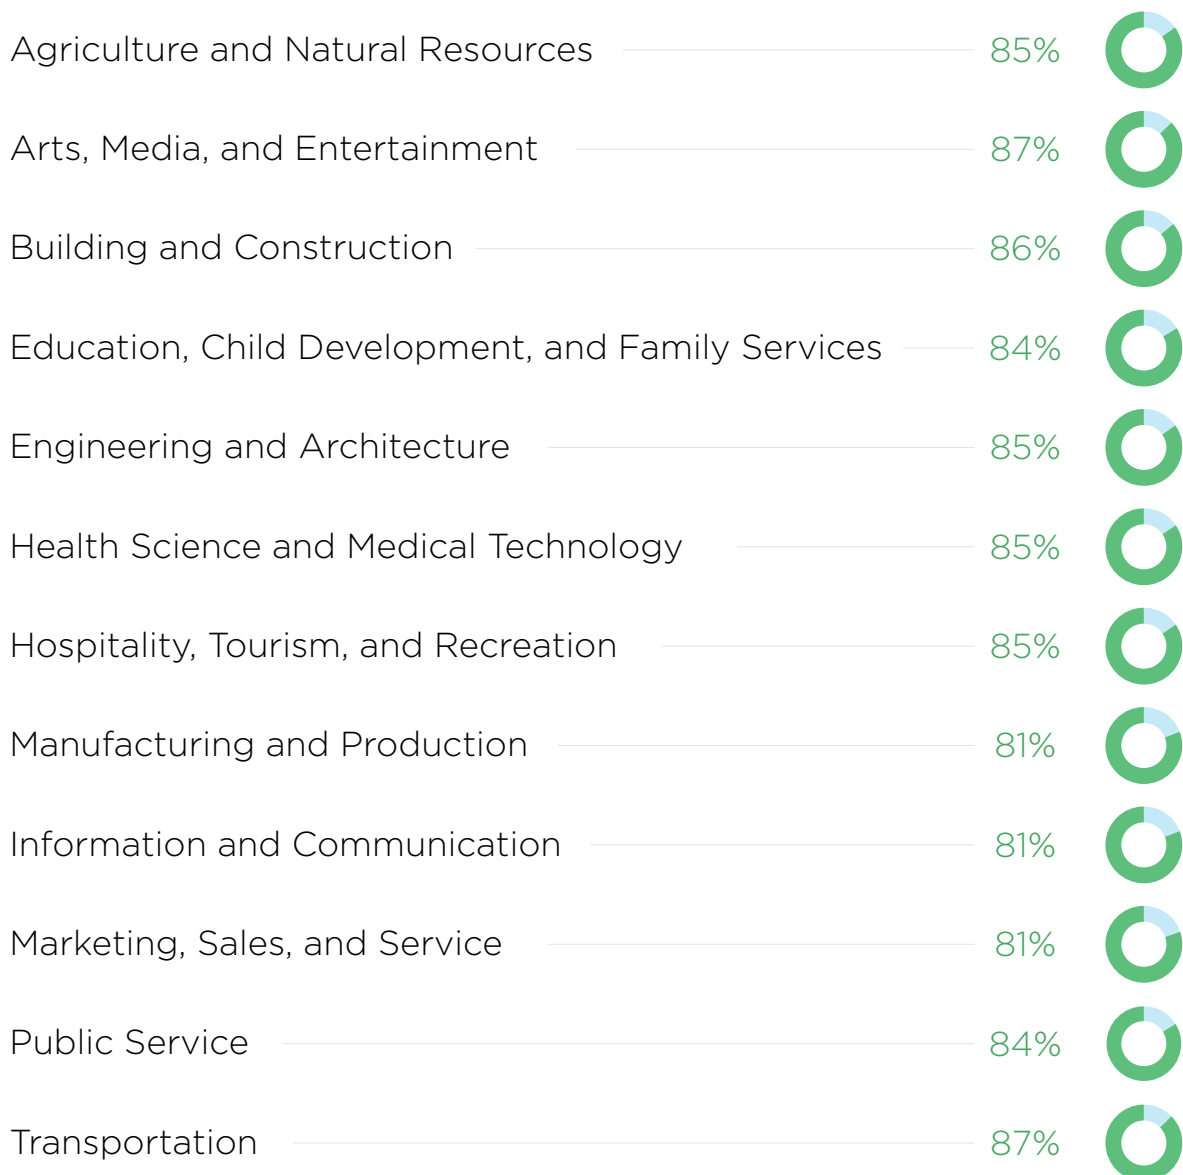 Agriculture and Natural Resources 85%
Arts, Media, and Entertainment 87%
Building and Construction 86%
Education, Child Development, and Family Services 84%
Engineering and Architecture 85%
Health Science and Medical Technology 85%
Hospitality, Tourism, and Recreation 85%
Manufacturing and Production 81%
Information and Communication 81%
Marketing, Sales, and Service 81%
Public Service 84%
Transportation 87%